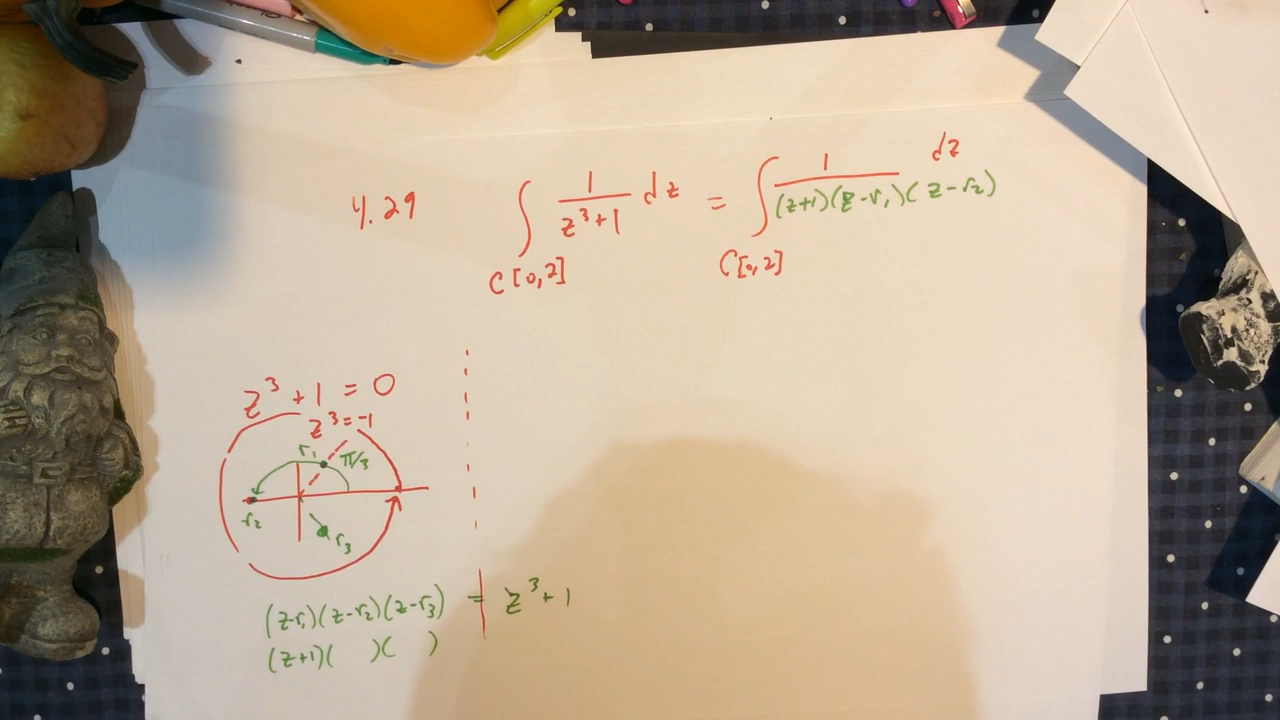 4.29 ∫ 1/(z³+1) dz = ∫ 1/((z+1)(z-r₁)(z-r₂)) dz
C[0,2] C[0,2]
z³ + 1 = 0
z³ = -1
r₁ π/3
r₂
r₃
(z-r₁)(z-r₂)(z-r₃) = z³+1
(z+1)( )( )